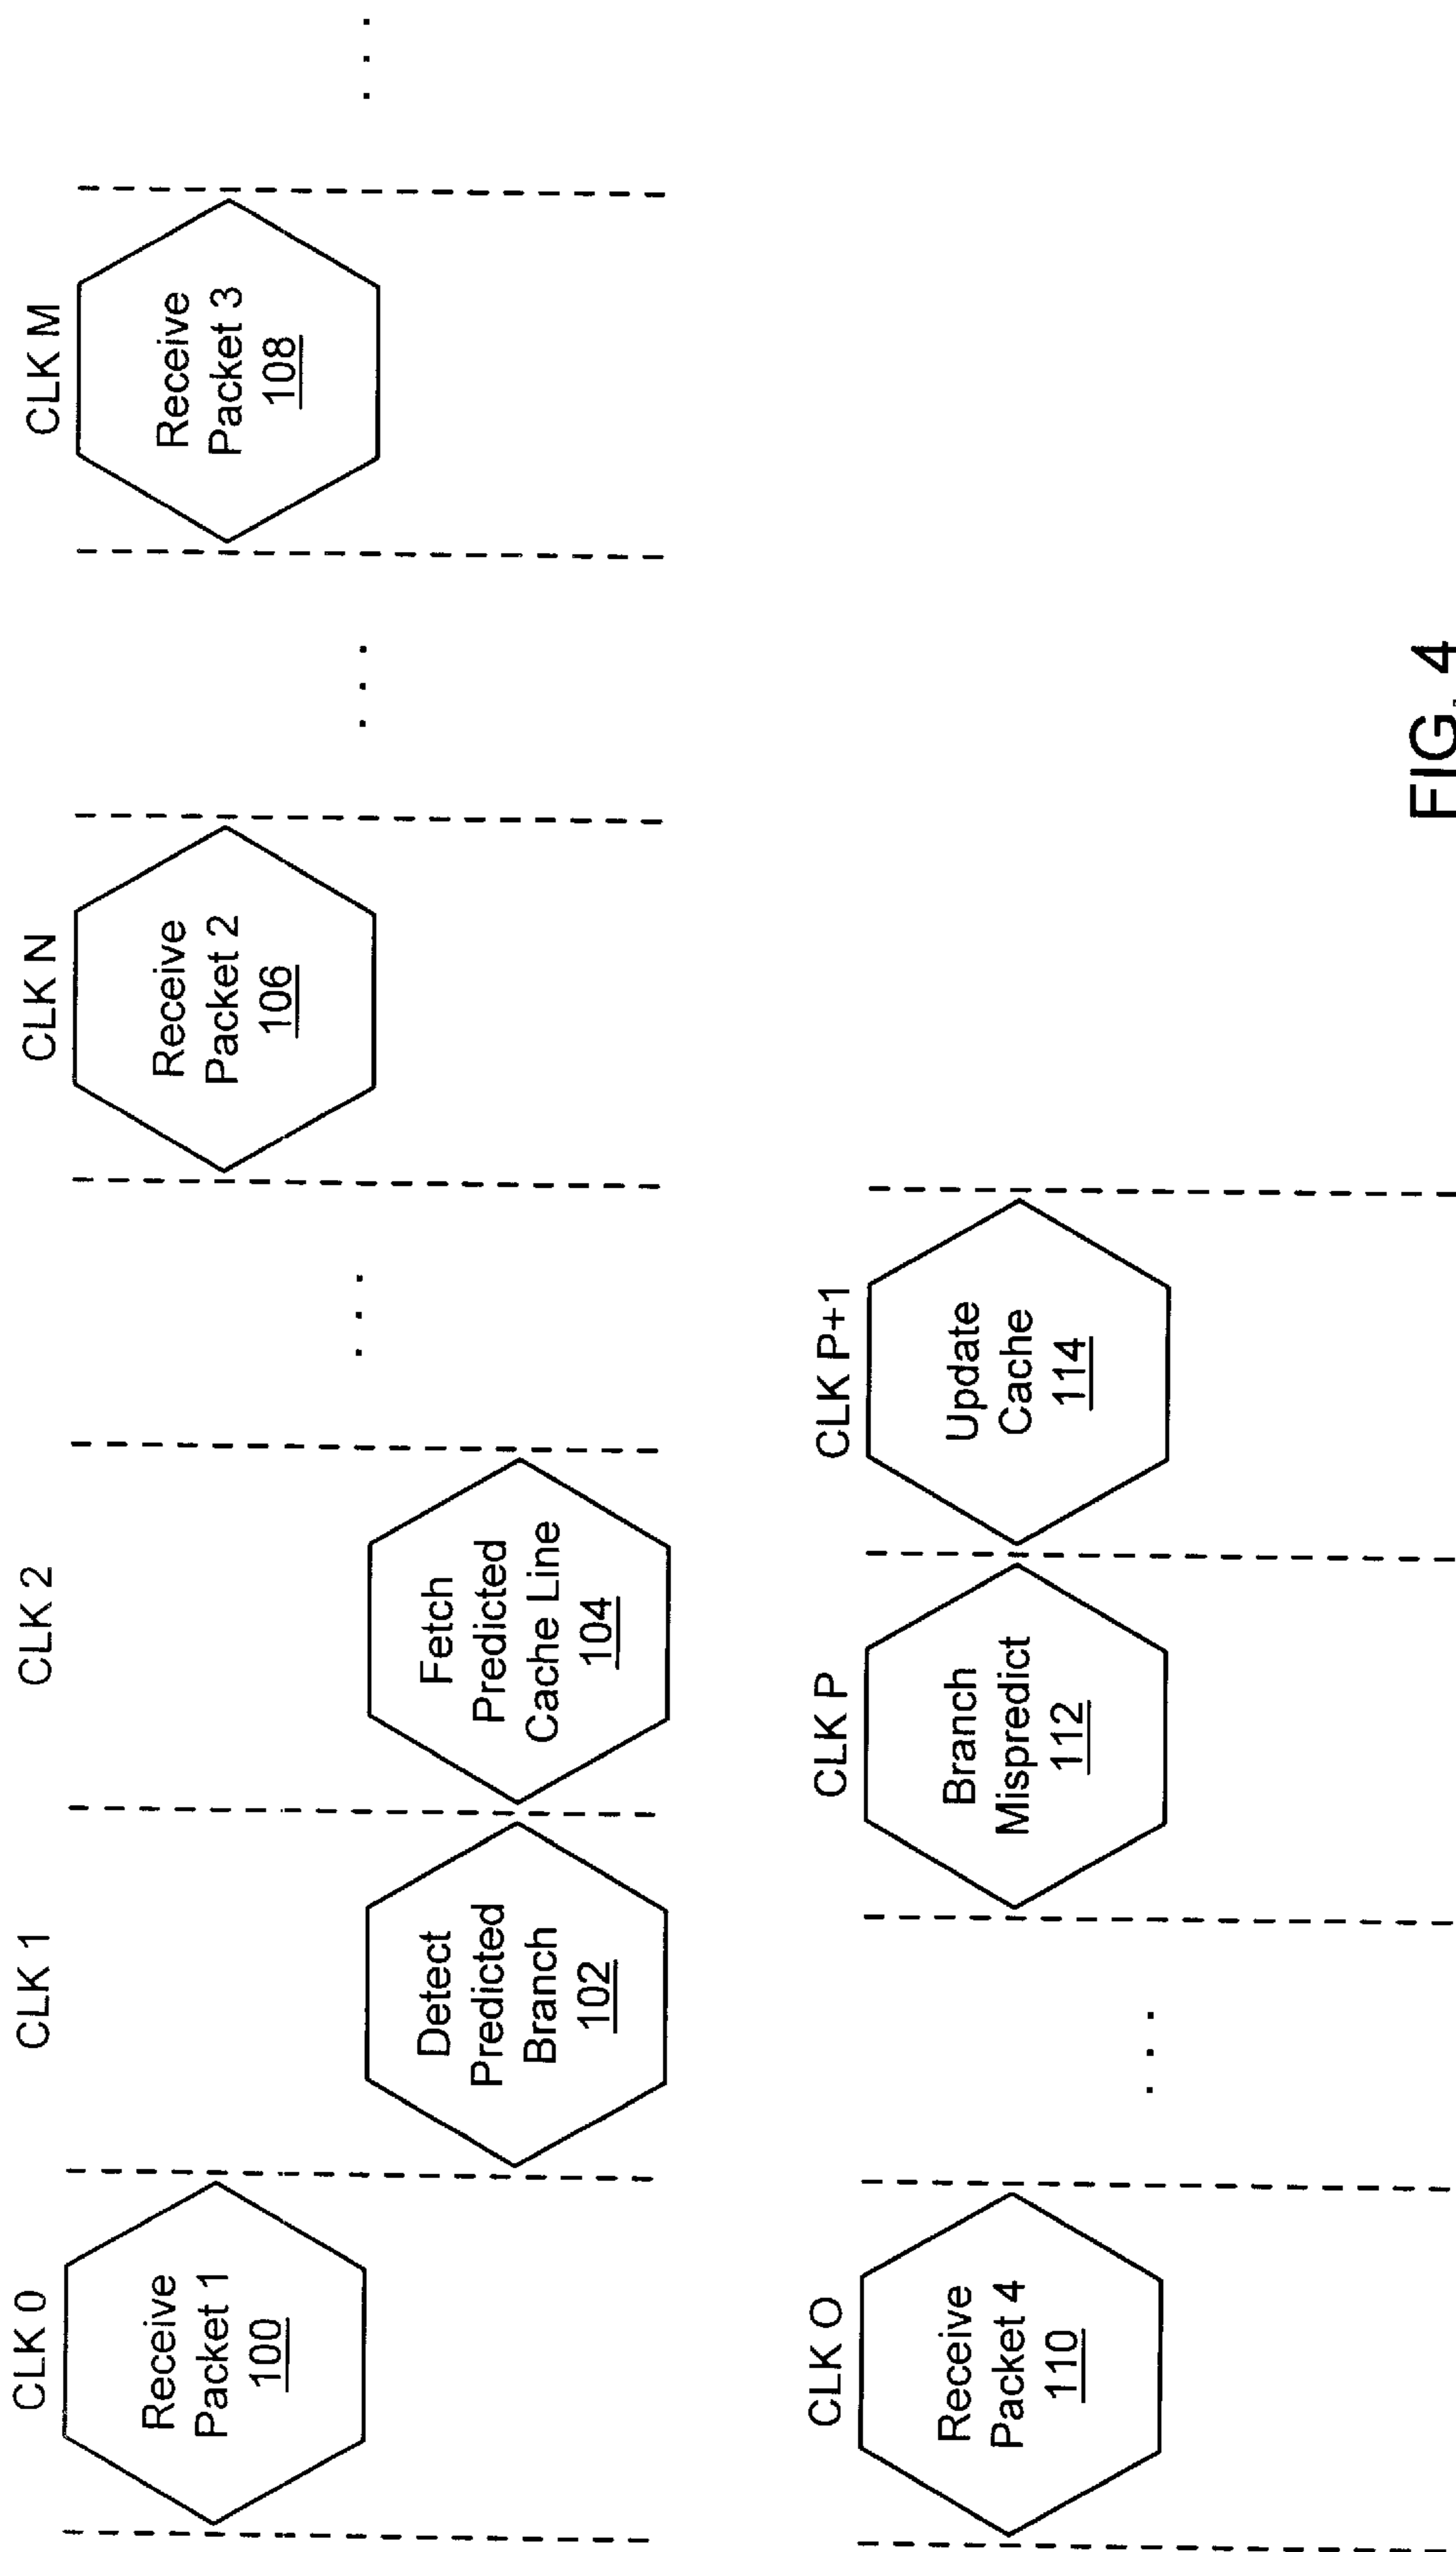 CLK 0
CLK 1
CLK 2
CLK N
CLK M
Receive
Packet 1
100
Detect
Predicted
Branch
102
Fetch
Predicted
Cache Line
104
. . .
Receive
Packet 2
106
. . .
Receive
Packet 3
108
. . .
CLK O
CLK P
CLK P+1
Receive
Packet 4
110
. . .
Branch
Mispredict
112
Update
Cache
114
FIG. 4